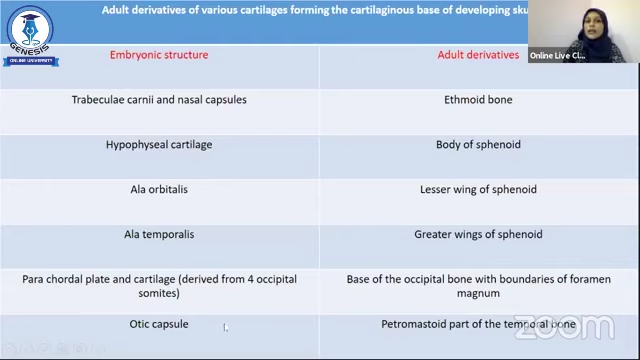 Adult derivatives of various cartilages forming the cartilaginous base of developing
GENESIS
ONLINE UNIVERSITY
Online Live Cl...
Embryonic structure
Adult derivatives
Trabeculae carnii and nasal capsules
Ethmoid bone
Hypophyseal cartilage
Body of sphenoid
Ala orbitalis
Lesser wing of sphenoid
Ala temporalis
Greater wings of sphenoid
Para chordal plate and cartilage (derived from 4 occipital
somites)
Base of the occipital bone with boundaries of foramen
magnum
Otic capsule
Petromastoid part of the temporal bone
zoom